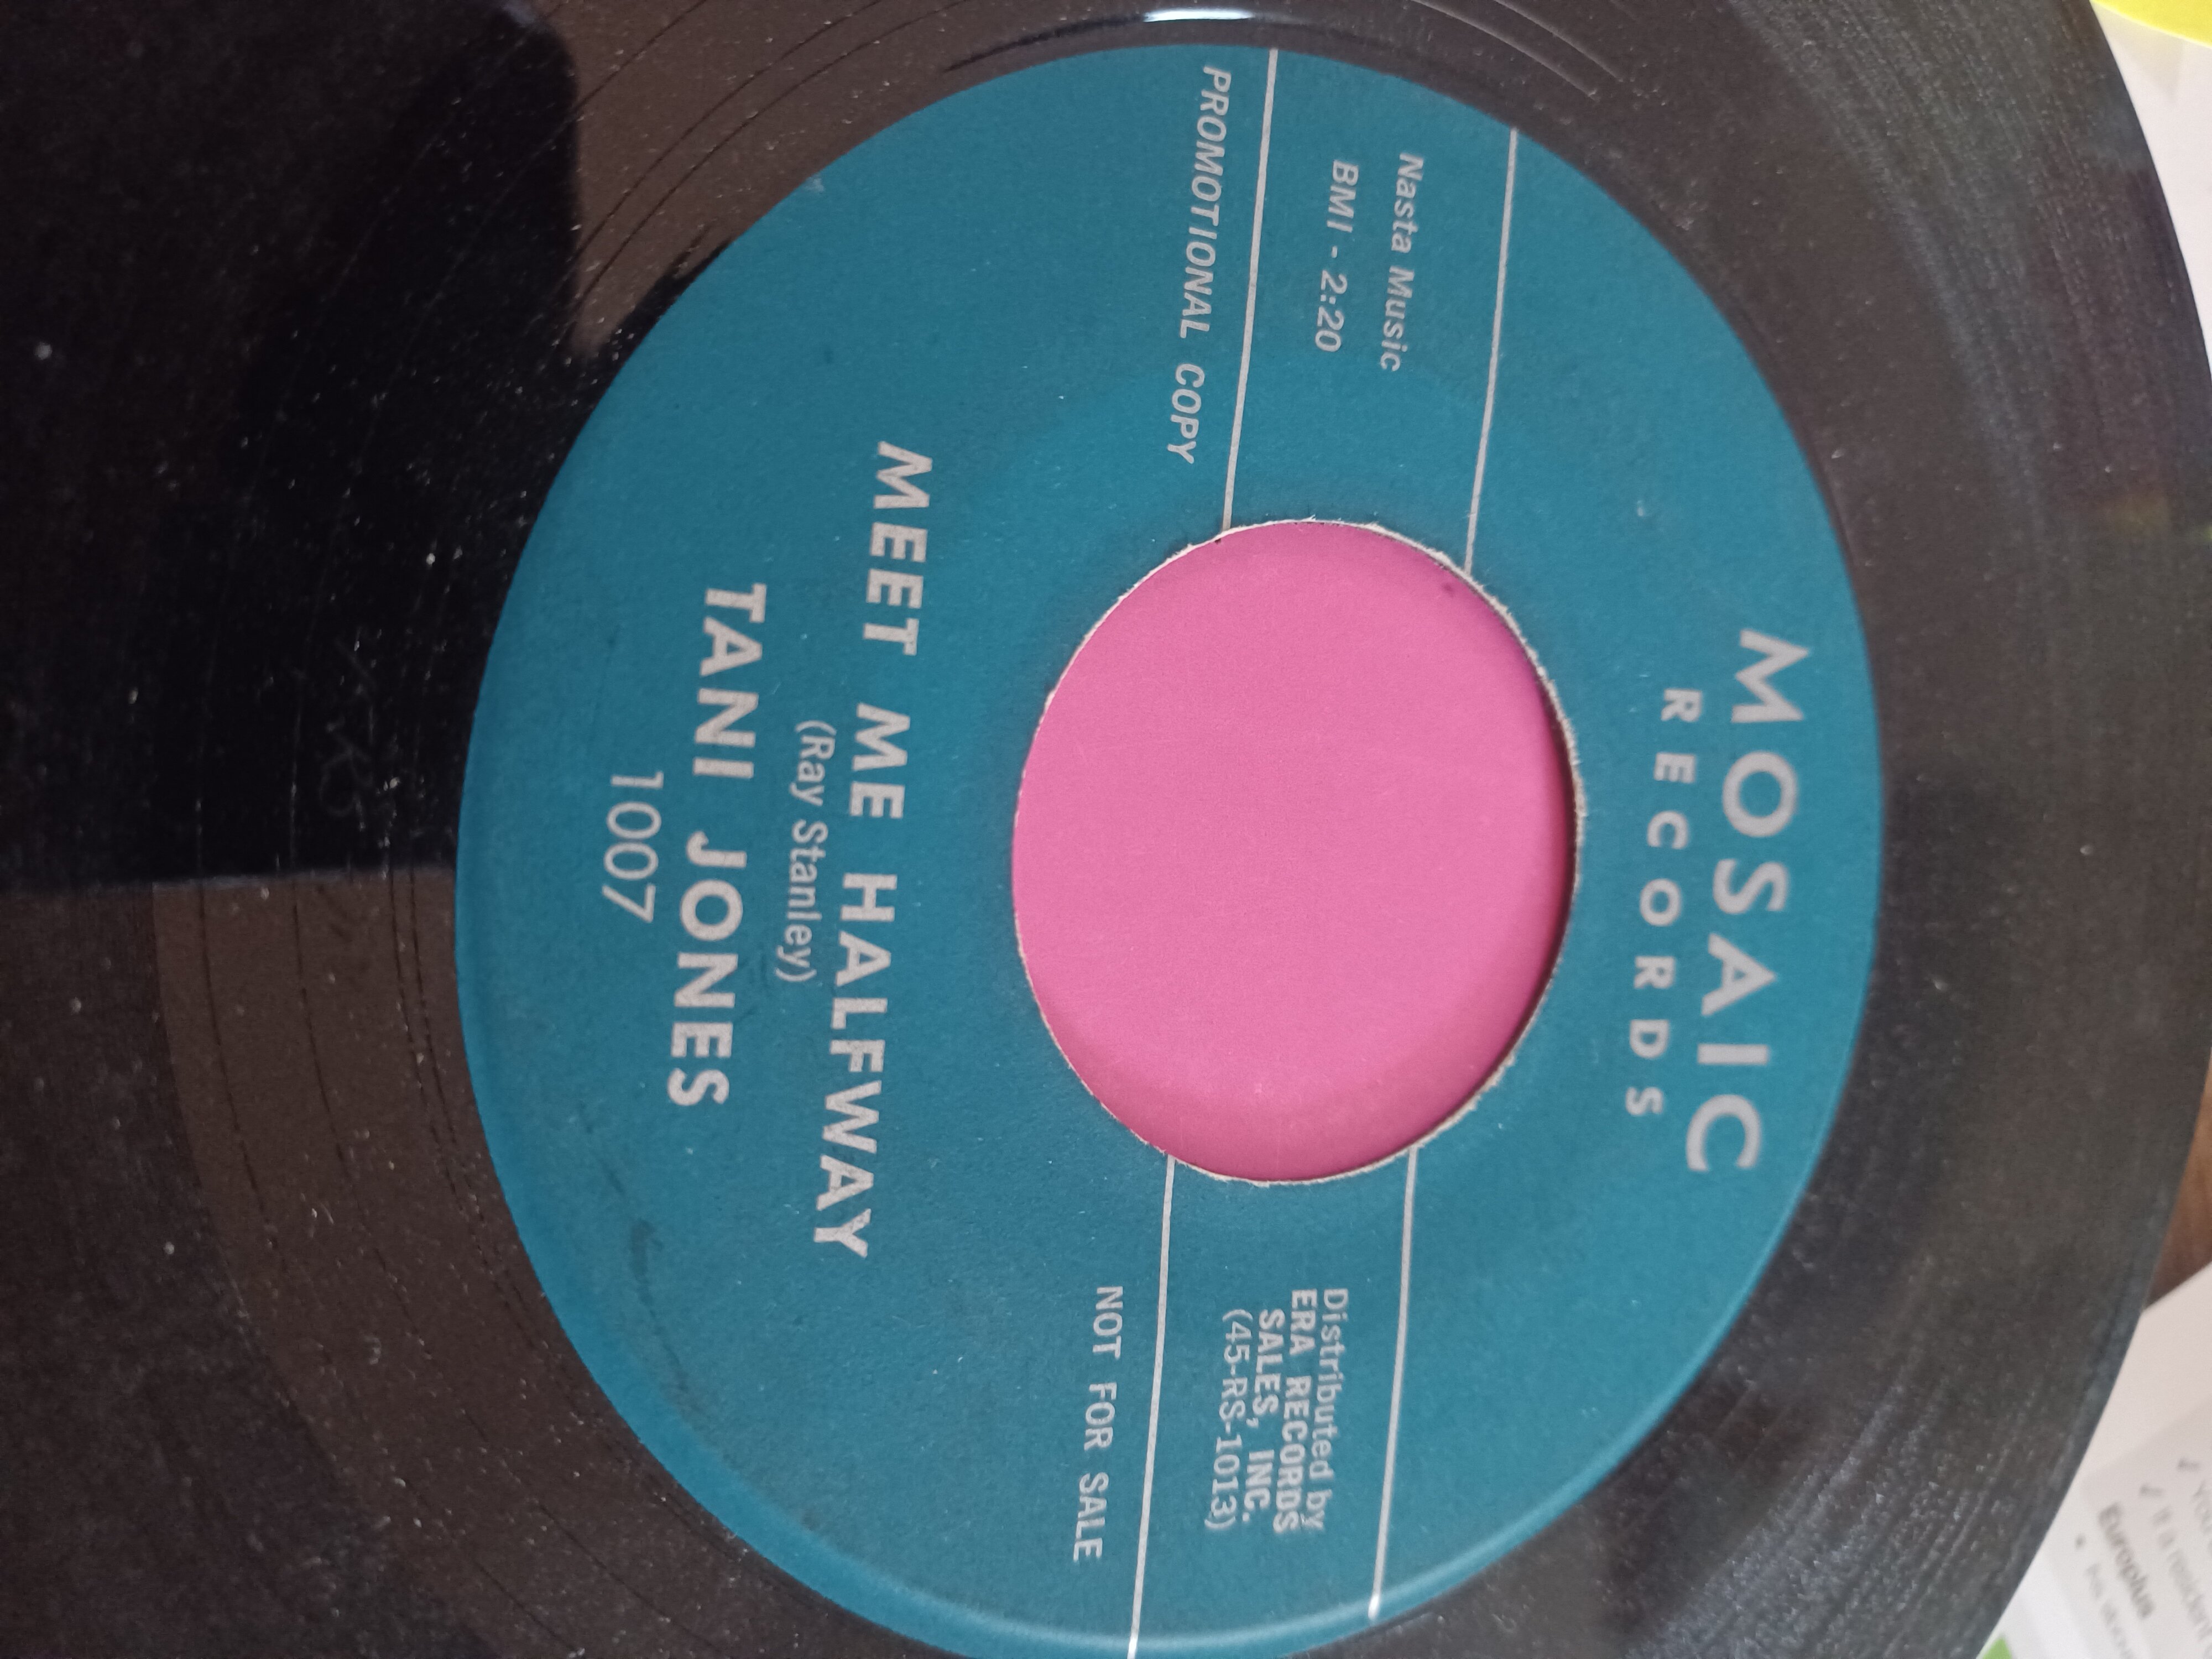 MOSAIC
RECORDS
Nasta Music
BMI - 2:20
Distributed by
ERA RECORDS
SALES, INC.
(45-RS-1013)
PROMOTIONAL COPY
NOT FOR SALE
MEET ME HALFWAY
(Ray Stanley)
TANI JONES
1007
Europlus